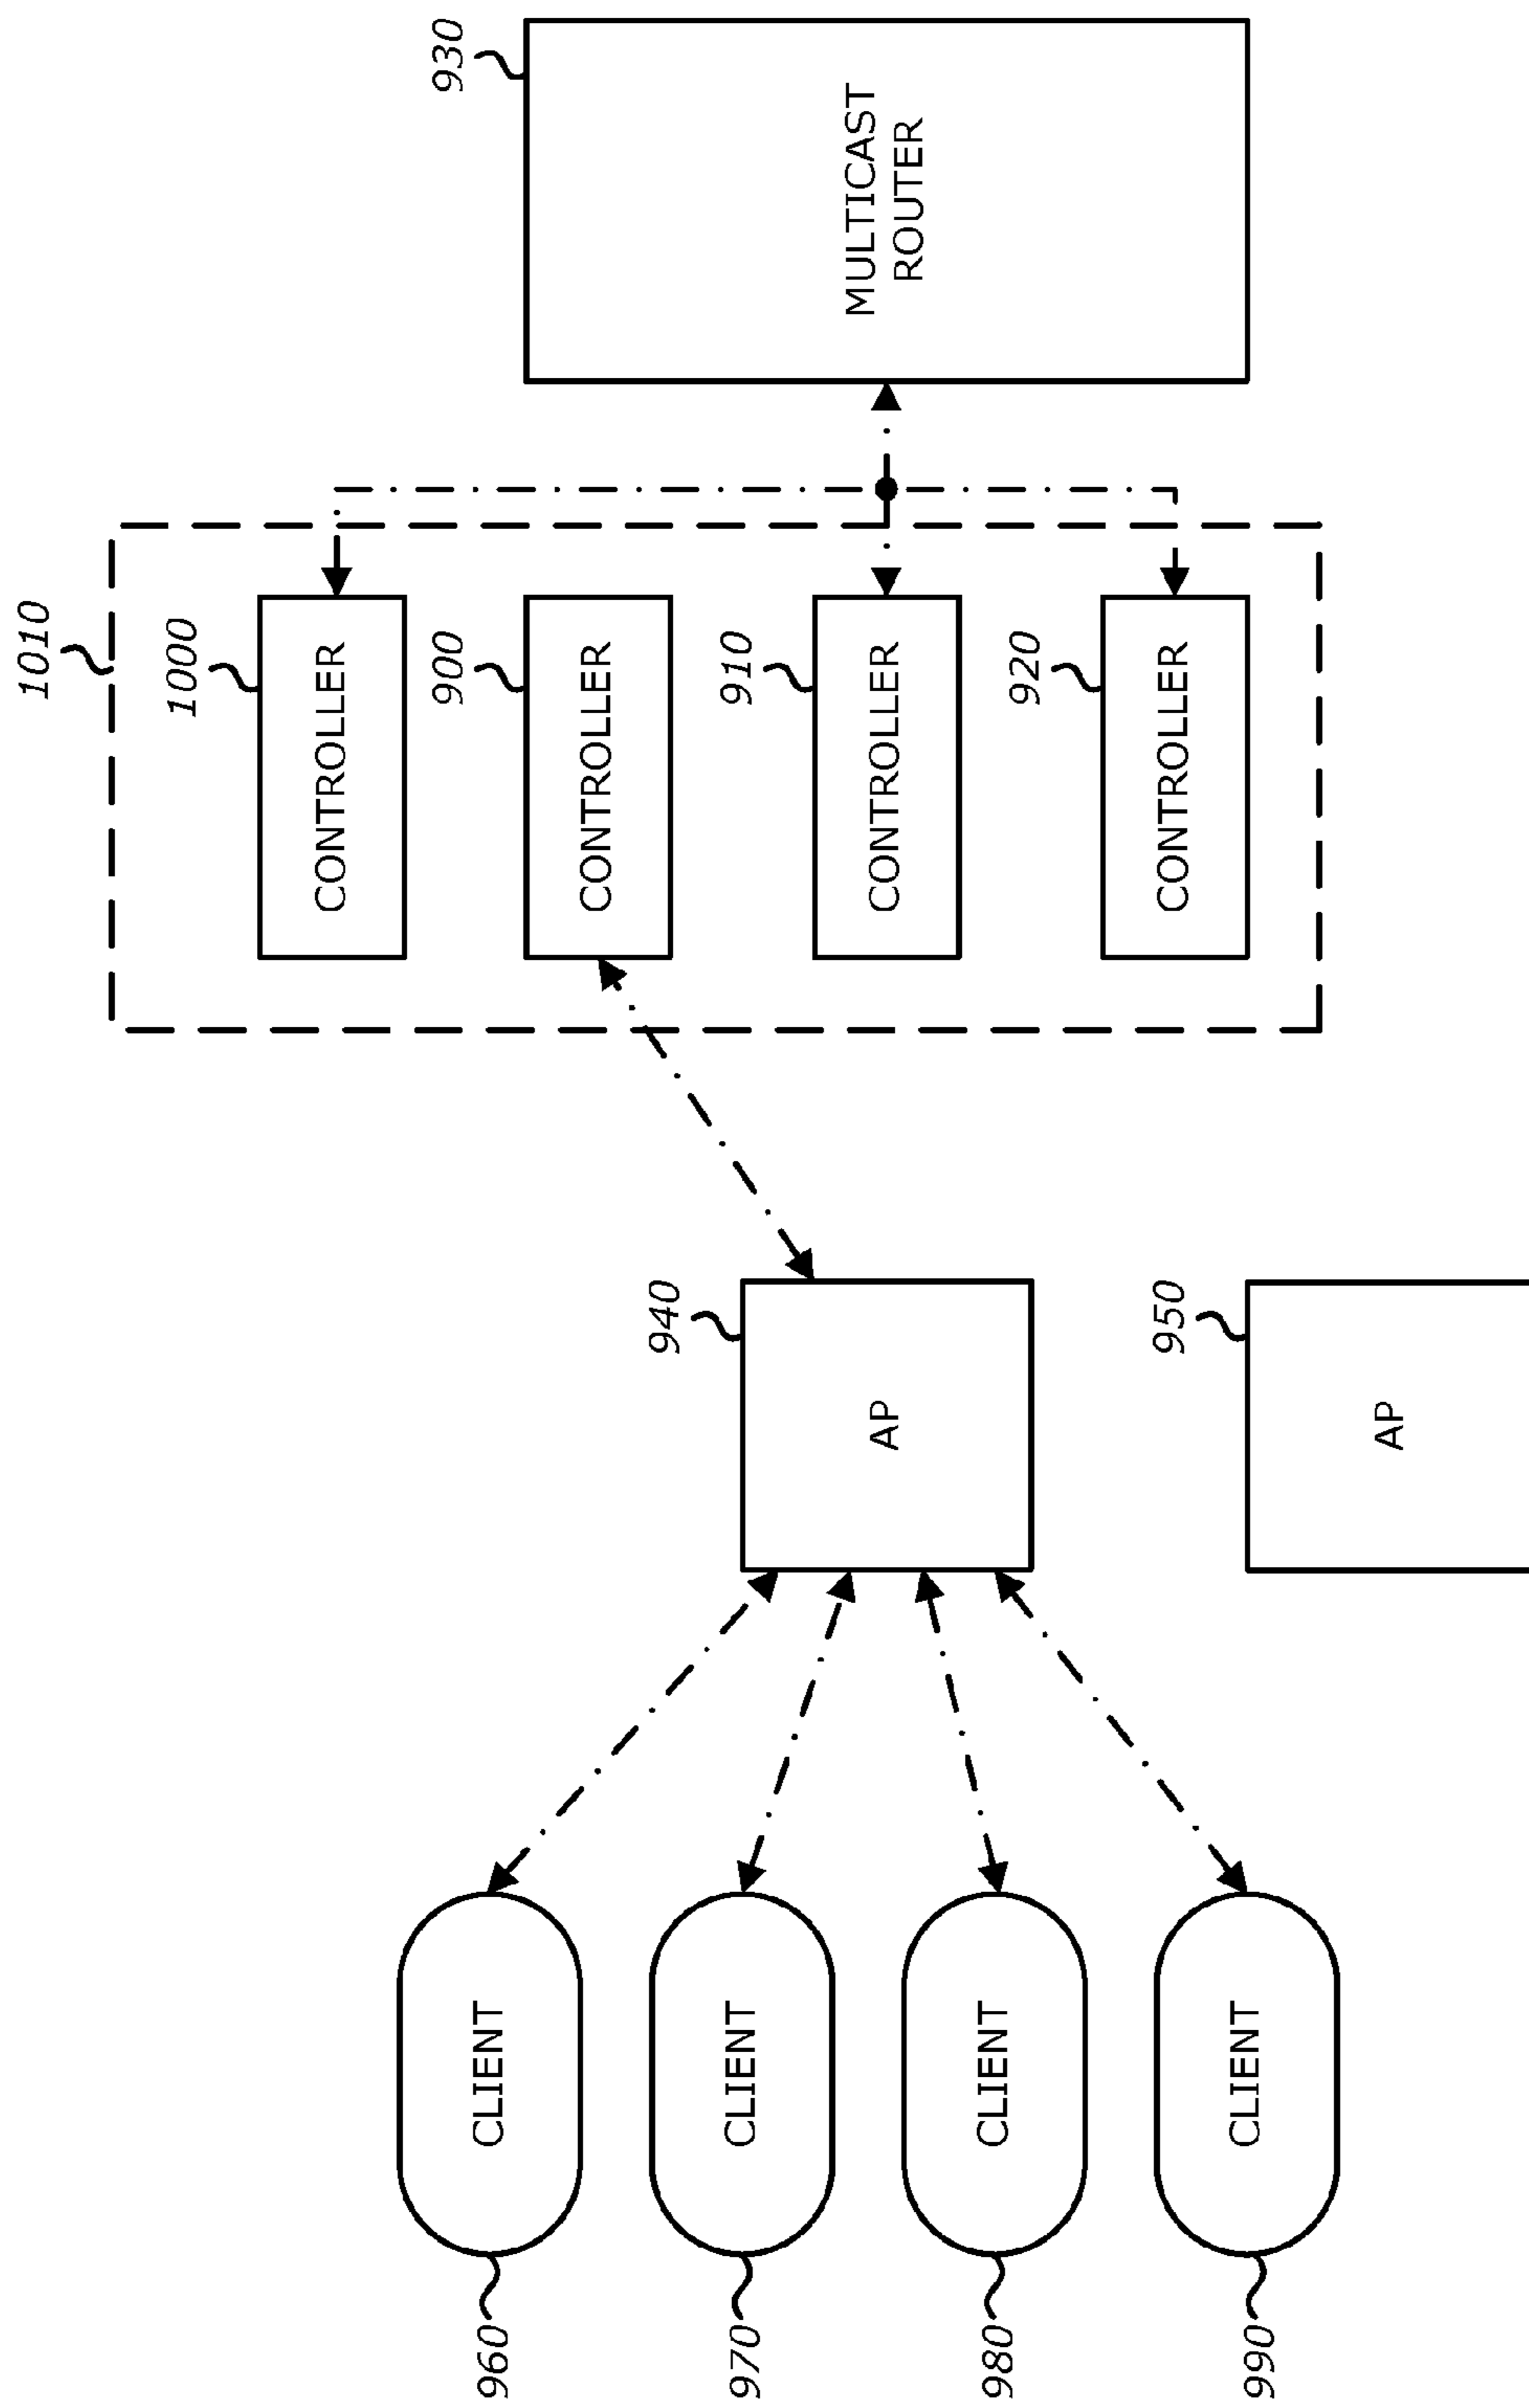 960
CLIENT
970
CLIENT
980
CLIENT
990
CLIENT
940
AP
950
AP
1010
1000
CONTROLLER
900
CONTROLLER
910
CONTROLLER
920
CONTROLLER
930
MULTICAST
ROUTER